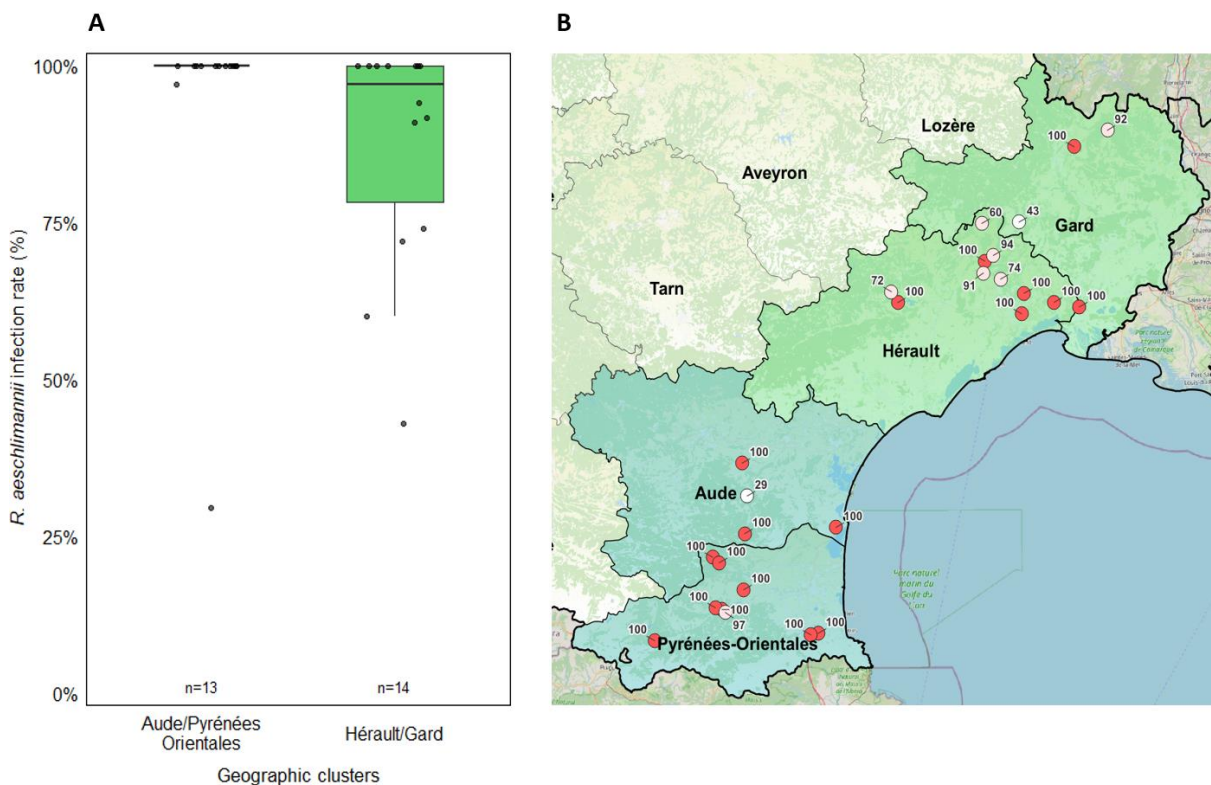 A
R. aeschimannii infection rate (%)
100%
75%
50%
25%
0%
n=13
n=14
Aude/Pyrénées
Orientales
Hérault/Gard
Geographic clusters
B
Lozère
Aveyron
Tarn
Gard
Hérault
Aude
Pyrénées-Orientales
92
100
60
43
100
94
91
74
72
100
100
100
100
100
100
29
100
100
100
100
100
100
100
97
100
100
100
Parc naturel
marin du
Golfe du
Lion